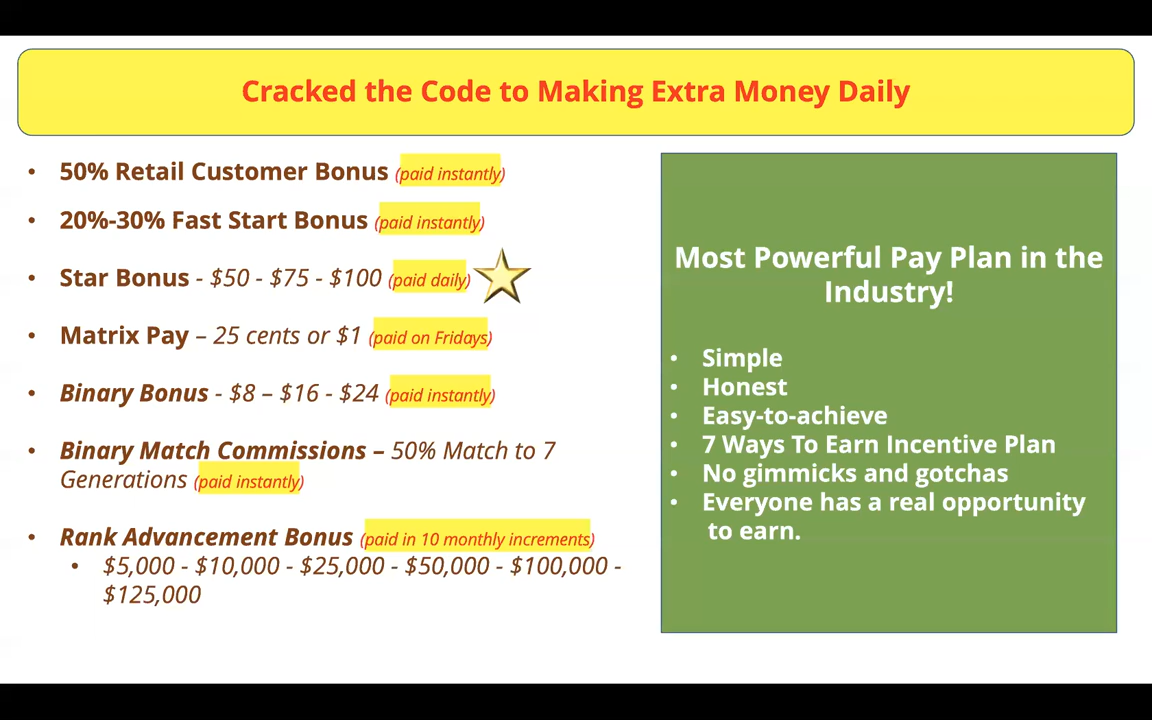 Cracked the Code to Making Extra Money Daily
• 50% Retail Customer Bonus (paid instantly)
• 20%-30% Fast Start Bonus (paid instantly)
• Star Bonus - $50 - $75 - $100 (paid daily)
• Matrix Pay – 25 cents or $1 (paid on Fridays)
• Binary Bonus - $8 – $16 - $24 (paid instantly)
• Binary Match Commissions – 50% Match to 7
Generations (paid instantly)
• Rank Advancement Bonus (paid in 10 monthly increments)
• $5,000 - $10,000 - $25,000 - $50,000 - $100,000 -
$125,000
Most Powerful Pay Plan in the
Industry!
• Simple
• Honest
• Easy-to-achieve
• 7 Ways To Earn Incentive Plan
• No gimmicks and gotchas
• Everyone has a real opportunity
to earn.